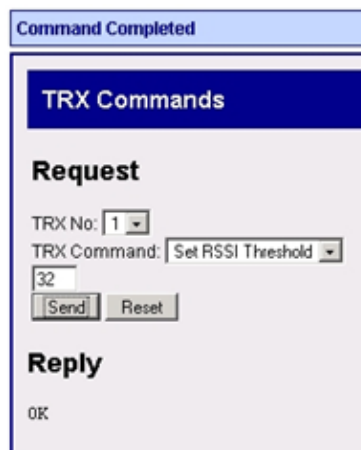 Command Completed
TRX Commands
Request
TRX No: 1
TRX Command: Set RSSI Threshold
32
Send Reset
Reply
OK